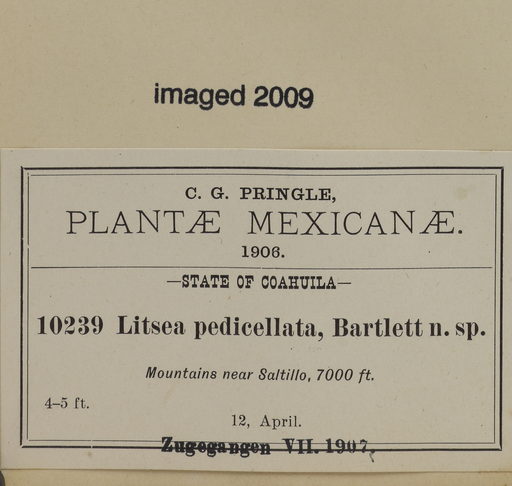 imaged 2009
C. G. PRINGLE,
PLANTÆ MEXICANÆ.
1906.
—STATE OF COAHUILA—
10239 Litsea pedicellata, Bartlett n. sp.
Mountains near Saltillo, 7000 ft.
4–5 ft.
12, April.
Zugegangen VII. 1907.